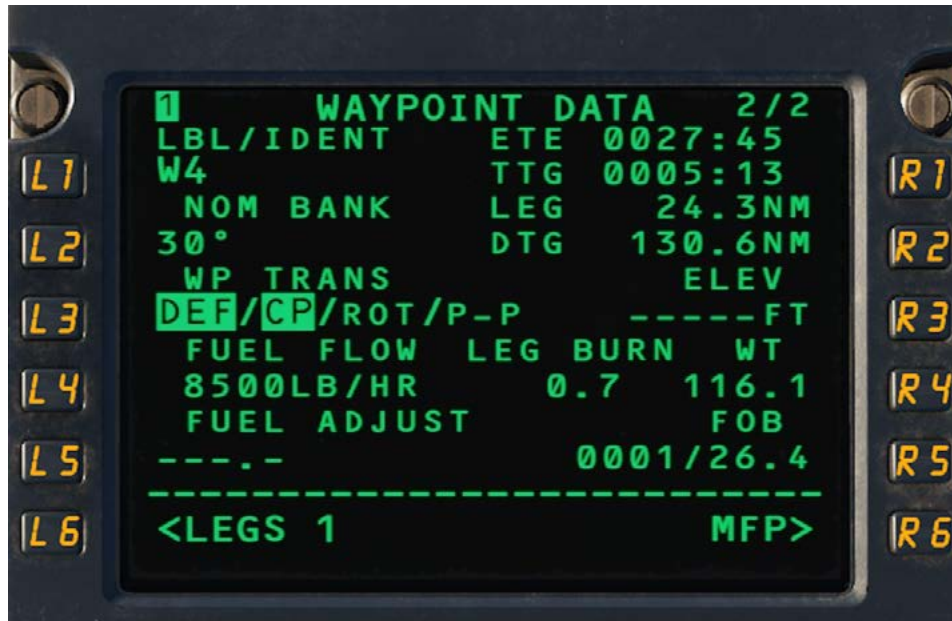 1 WAYPOINT DATA 2/2
LBL/IDENT ETE 0027:45
L1 W4 TTG 0005:13 R1
NOM BANK LEG 24.3NM
L2 30° DTG 130.6NM R2
WP TRANS ELEV
L3 DEF/CP/ROT/P-P -----FT R3
FUEL FLOW LEG BURN WT
L4 8500LB/HR 0.7 116.1 R4
FUEL ADJUST FOB
L5 ---.- 0001/26.4 R5
L6 <LEGS 1 MFP> R6